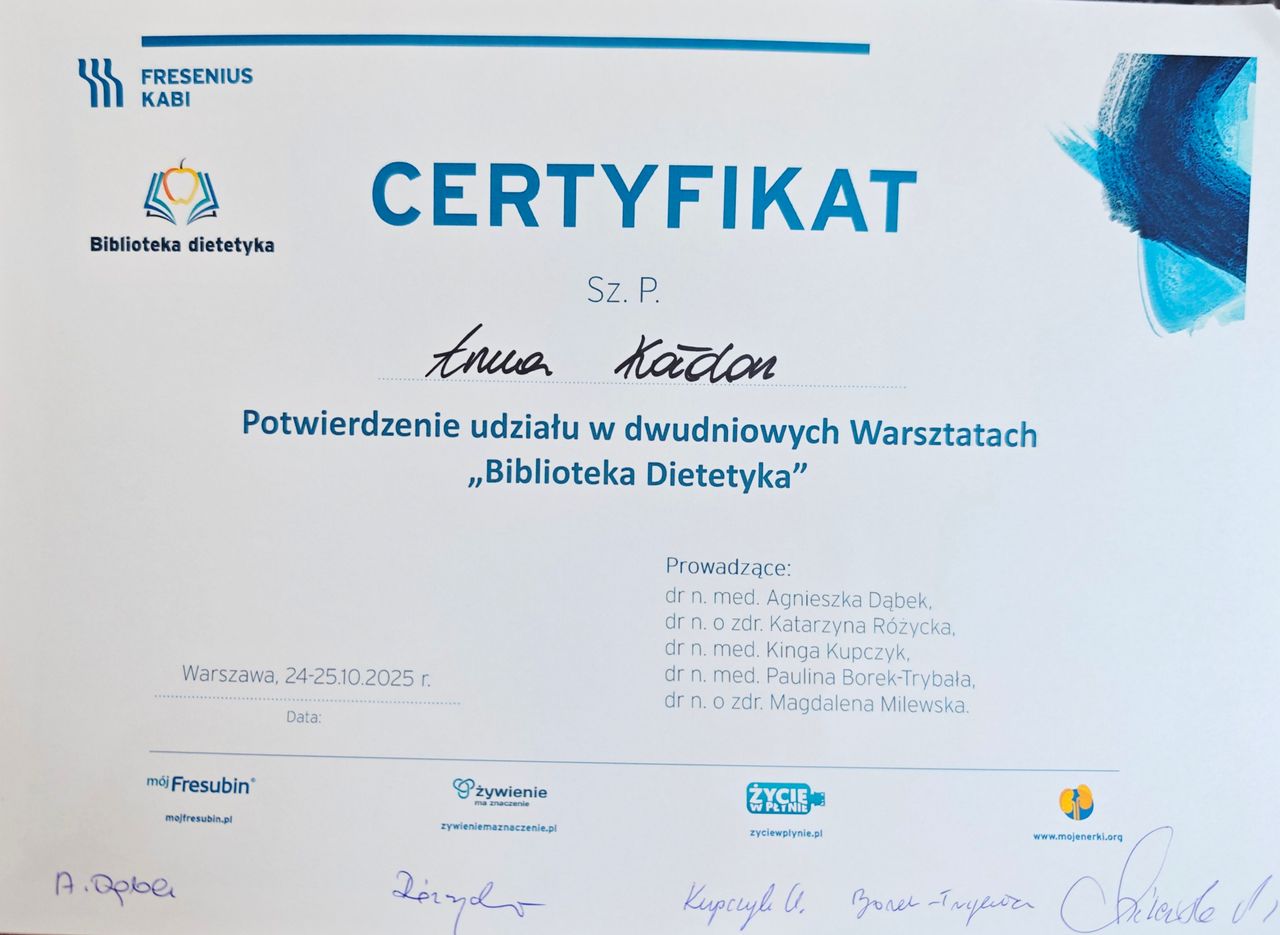 FRESENIUS
KABI
Biblioteka dietetyka
CERTYFIKAT
Sz. P.
Anna Kałdon
Potwierdzenie udziału w dwudniowych Warsztatach
„Biblioteka Dietetyka”
Prowadzące:
dr n. med. Agnieszka Dąbek,
dr n. o zdr. Katarzyna Różycka,
dr n. med. Kinga Kupczyk,
dr n. med. Paulina Borek-Trybała,
dr n. o zdr. Magdalena Milewska.
Warszawa, 24-25.10.2025 r.
Data:
mój Fresubin®
mojfresubin.pl
żywienie
ma znaczenie
zywieniemaznaczenie.pl
ŻYCIE
W PŁYNIE
zyciewplynie.pl
www.mojenerki.org
A. Dąbek
Kupczyk K.